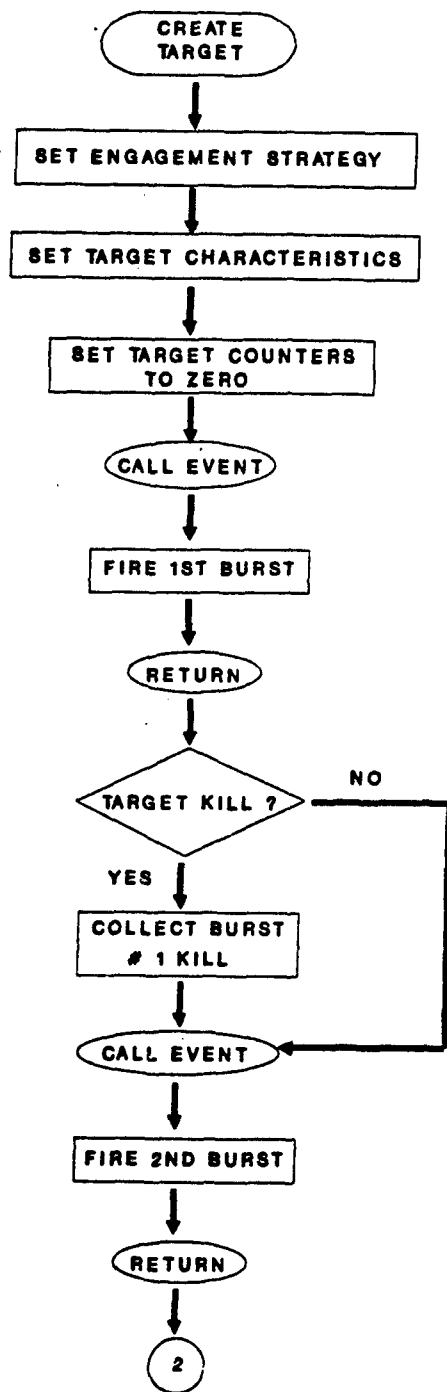 CREATE
TARGET
SET ENGAGEMENT STRATEGY
SET TARGET CHARACTERISTICS
SET TARGET COUNTERS
TO ZERO
CALL EVENT
FIRE 1ST BURST
RETURN
TARGET KILL ?
NO
YES
COLLECT BURST
# 1 KILL
CALL EVENT
FIRE 2ND BURST
RETURN
2